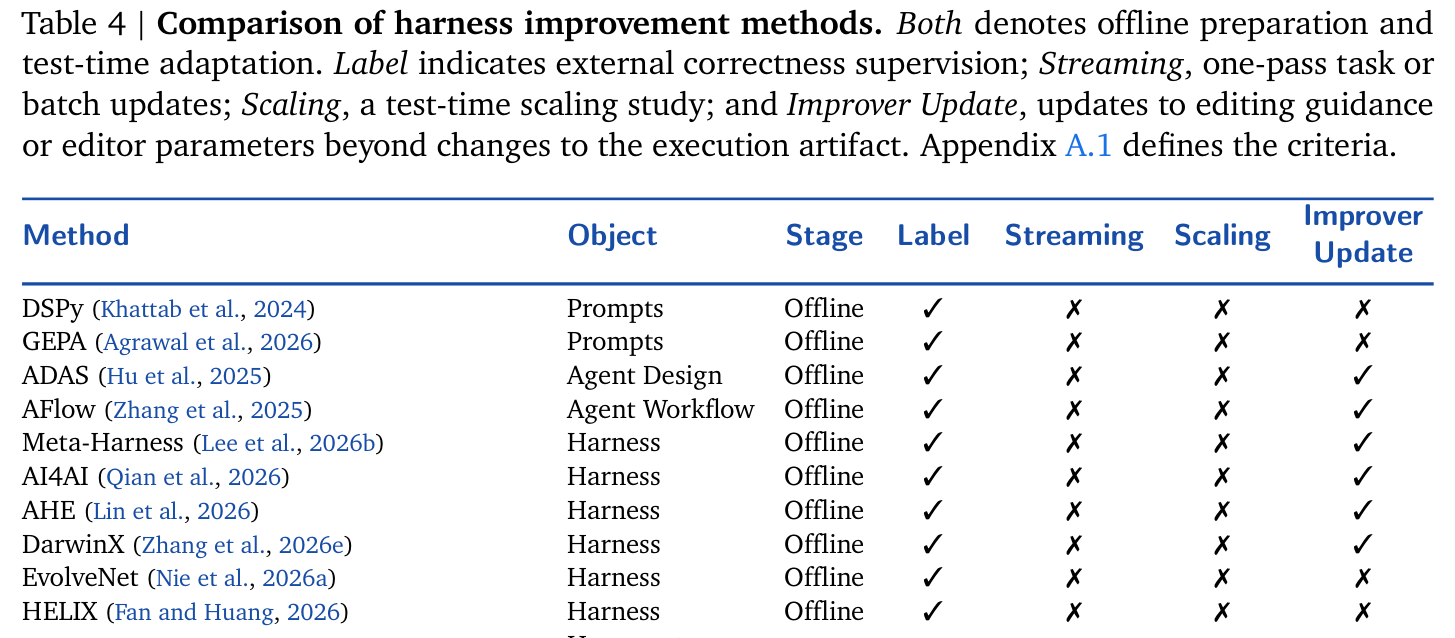 Table 4 | Comparison of harness improvement methods. Both denotes offline preparation and
test-time adaptation. Label indicates external correctness supervision; Streaming, one-pass task or
batch updates; Scaling, a test-time scaling study; and Improver Update, updates to editing guidance
or editor parameters beyond changes to the execution artifact. Appendix A.1 defines the criteria.
Method Object Stage Label Streaming Scaling Improver Update
DSPy (Khattab et al., 2024) Prompts Offline ✓ ✗ ✗ ✗
GEPA (Agrawal et al., 2026) Prompts Offline ✓ ✗ ✗ ✗
ADAS (Hu et al., 2025) Agent Design Offline ✓ ✗ ✗ ✓
AFlow (Zhang et al., 2025) Agent Workflow Offline ✓ ✗ ✗ ✓
Meta-Harness (Lee et al., 2026b) Harness Offline ✓ ✗ ✗ ✓
AI4AI (Qian et al., 2026) Harness Offline ✓ ✗ ✗ ✓
AHE (Lin et al., 2026) Harness Offline ✓ ✗ ✗ ✓
DarwinX (Zhang et al., 2026e) Harness Offline ✓ ✗ ✗ ✓
EvolveNet (Nie et al., 2026a) Harness Offline ✓ ✗ ✗ ✗
HELIX (Fan and Huang, 2026) Harness Offline ✓ ✗ ✗ ✗